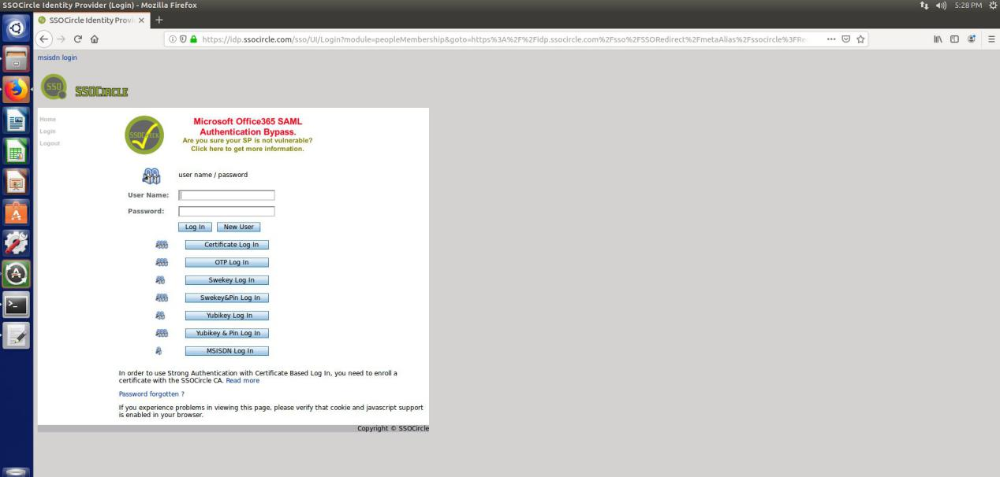 SSOCircle Identity Provider (Login) - Mozilla Firefox
5:28 PM
SSOCircle Identity Provi
https://idp.ssocircle.com/sso/UI/Login?module=peopleMembership&goto=https%3A%2F%2Fidp.ssocircle.com%2Fsso%2FSSORedirect%2FmetaAlias%2Fssocircle%3FRe
msisdn login
SSO
SSOCIRCLE
Home
Login
Logout
Microsoft Office365 SAML
Authentication Bypass.
Are you sure your SP is not vulnerable?
Click here to get more information.
user name / password
User Name:
Password:
Log In
New User
Certificate Log In
OTP Log In
Swekey Log In
Swekey&Pin Log In
Yubikey Log In
Yubikey & Pin Log In
MSISDN Log In
In order to use Strong Authentication with Certificate Based Log In, you need to enroll a
certificate with the SSOCircle CA. Read more
Password forgotten ?
If you experience problems in viewing this page, please verify that cookie and javascript support
is enabled in your browser.
Copyright © SSOCircle